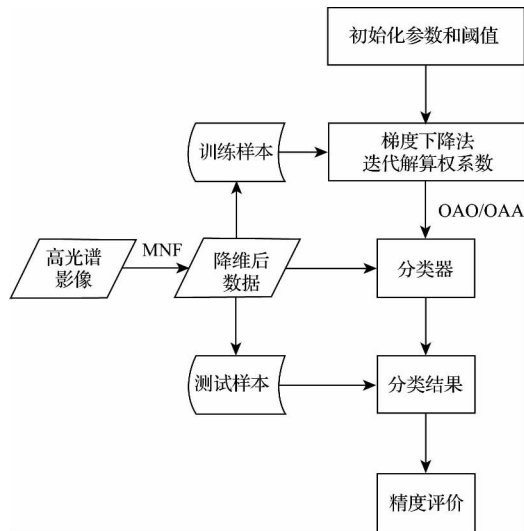 初始化参数和阈值
训练样本
梯度下降法
迭代解算权系数
OAO/OAA
高光谱
影像
MNF
降维后
数据
分类器
测试样本
分类结果
精度评价